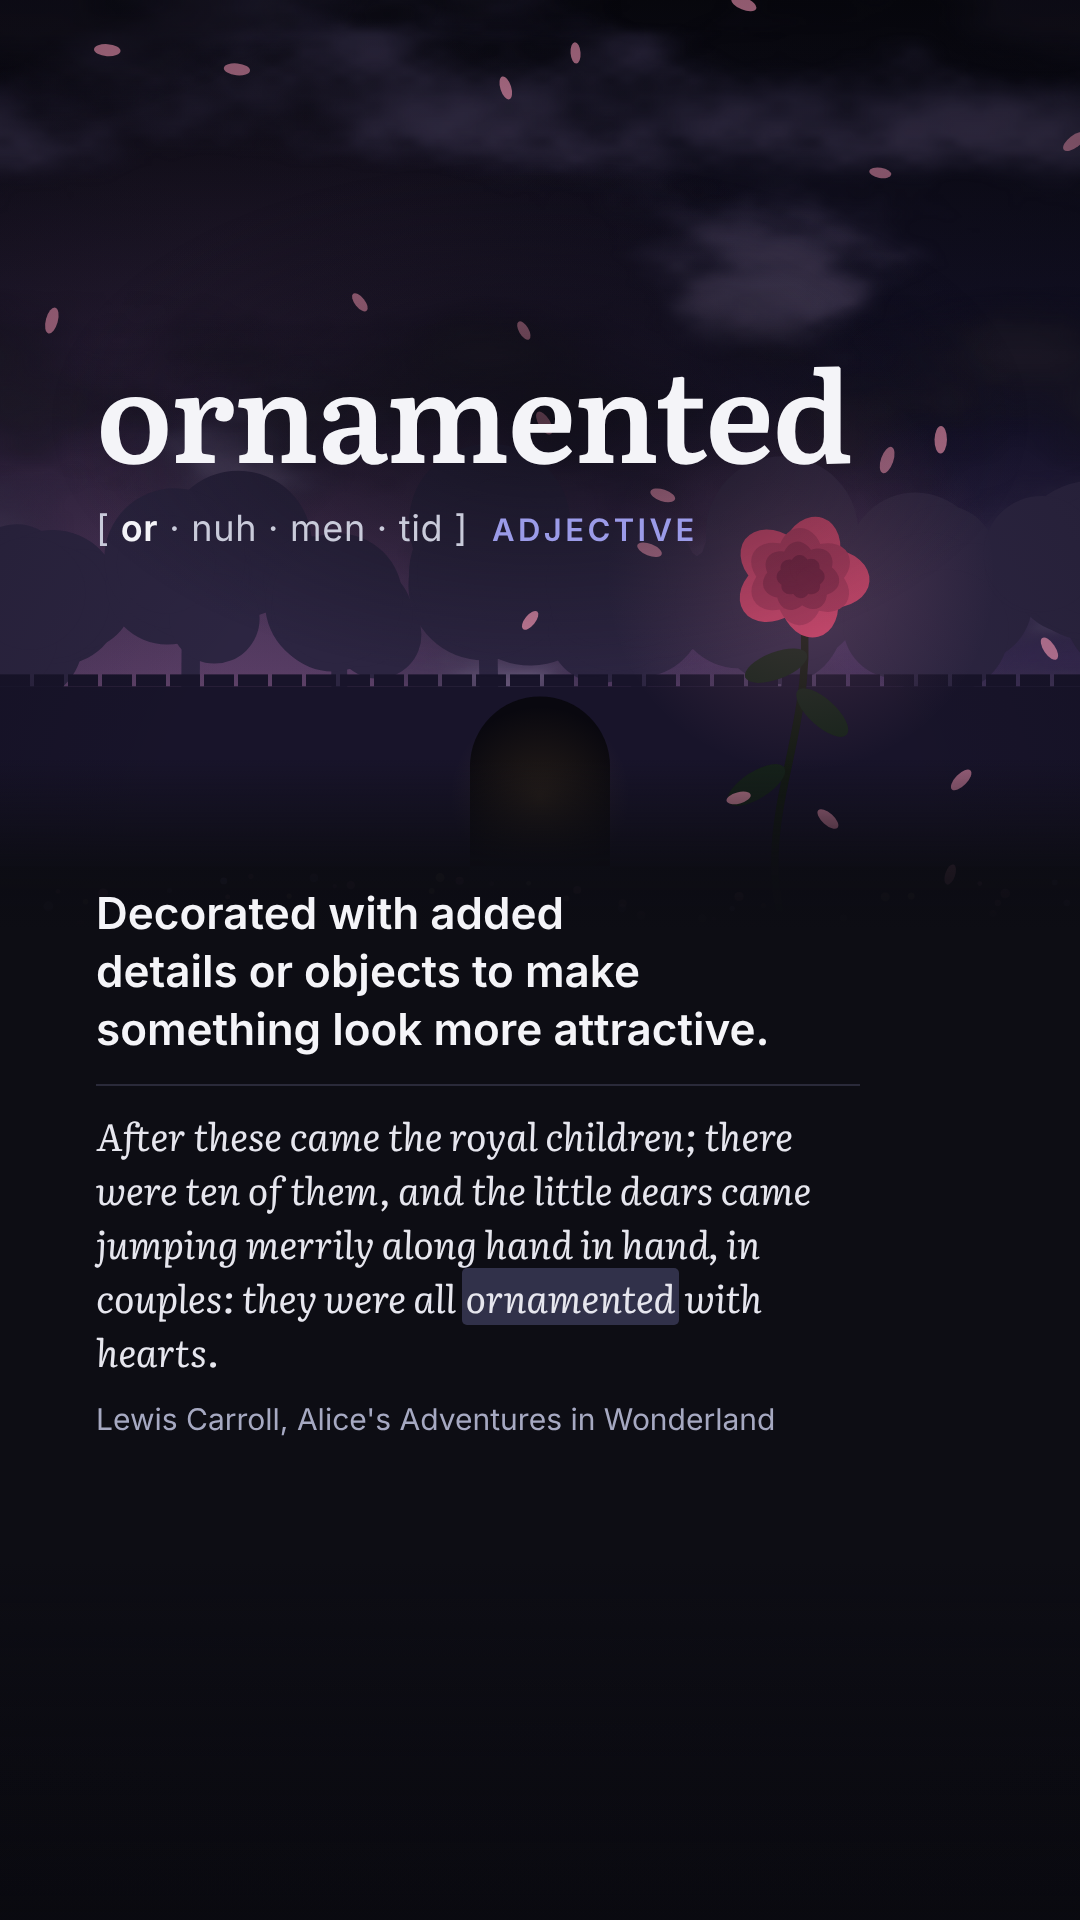 ornamented
[ or · nuh · men · tid ] ADJECTIVE
Decorated with added
details or objects to make
something look more attractive.
After these came the royal children; there
were ten of them, and the little dears came
jumping merrily along hand in hand, in
couples: they were all ornamented with
hearts.
Lewis Carroll, Alice's Adventures in Wonderland